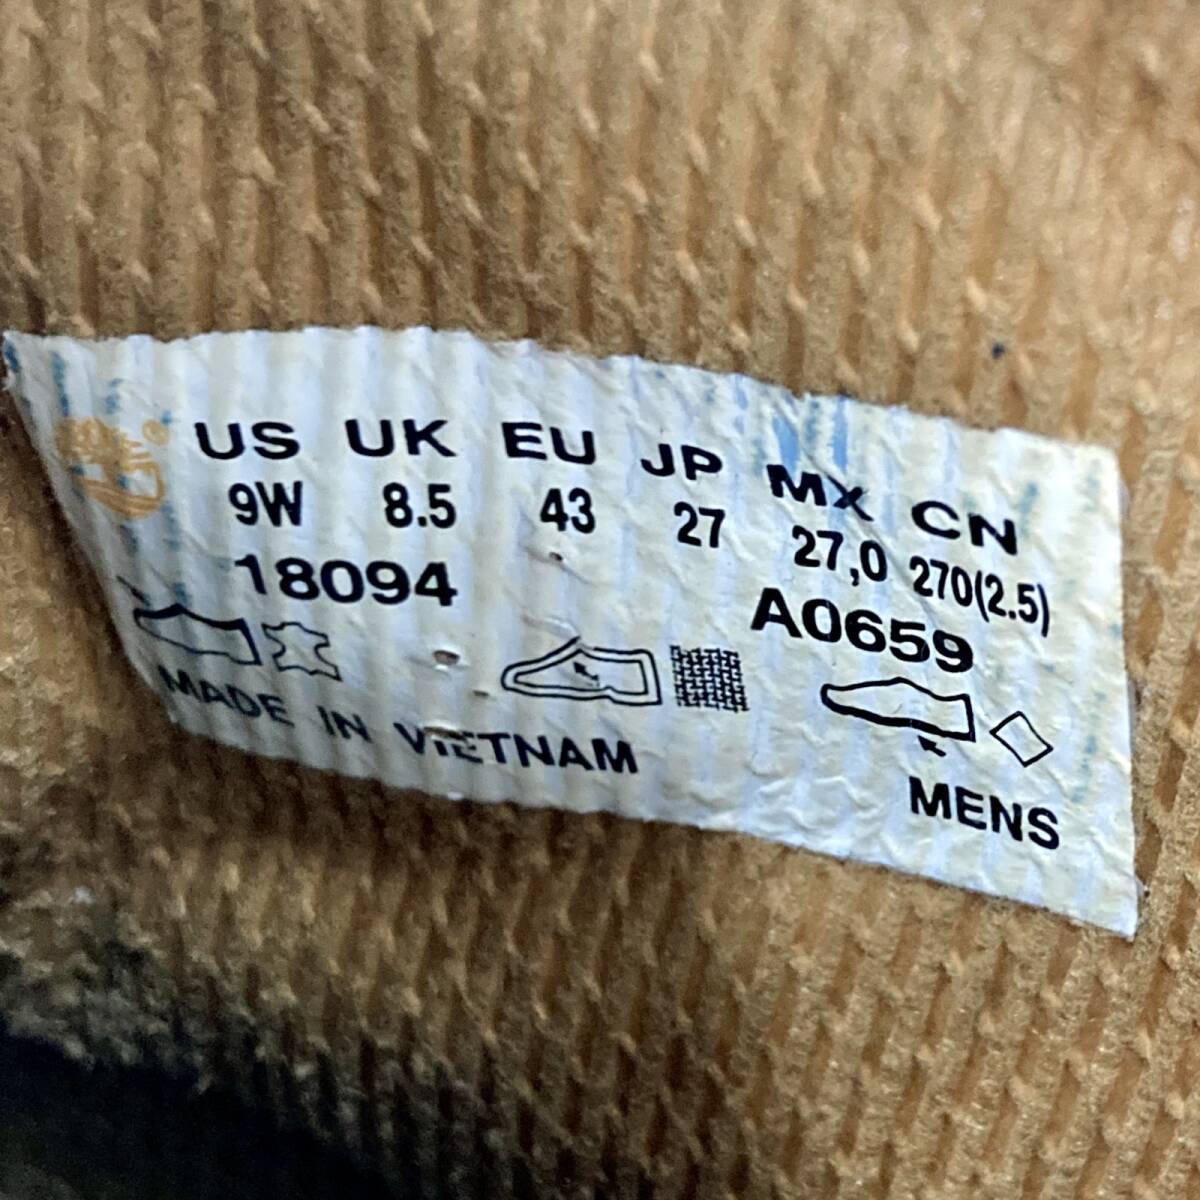 US UK EU JP MX CN
9W 8.5 43 27 27,0 270(2.5)
18094 A0659
MADE IN VIETNAM
MENS